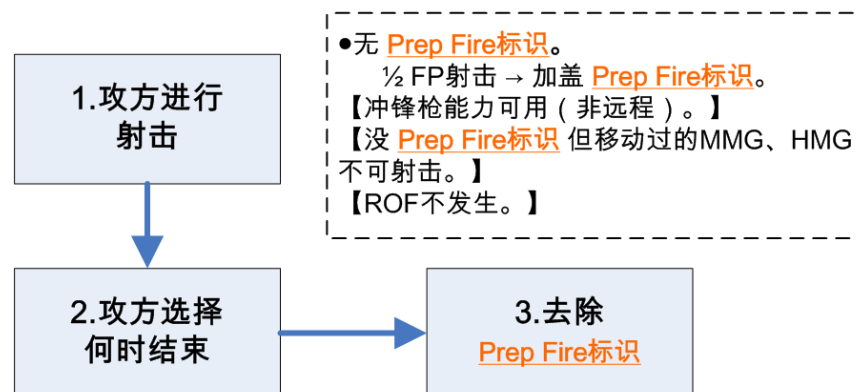 1.攻方进行
射击
●无 Prep Fire标识。
½ FP射击 → 加盖 Prep Fire标识。
【冲锋枪能力可用（非远程）。】
【没 Prep Fire标识 但移动过的MMG、HMG
不可射击。】
【ROF不发生。】
2.攻方选择
何时结束
3.去除
Prep Fire标识